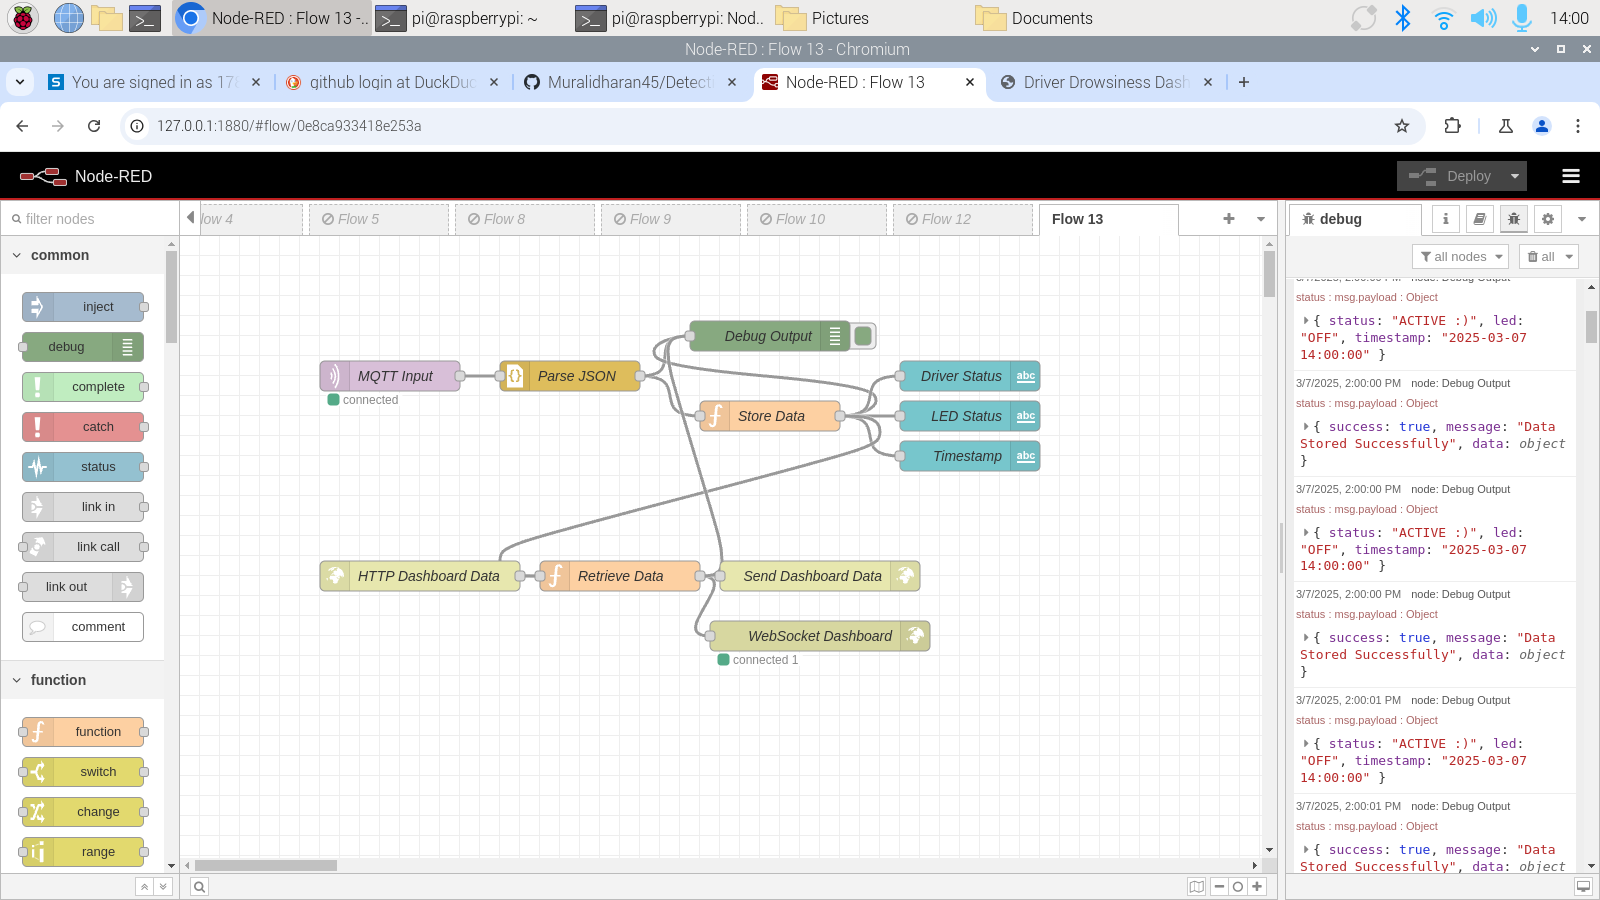 Node-RED : Flow 13 -..
pi@raspberrypi: ~
pi@raspberrypi: Nod..
Pictures
Documents
14:00
Node-RED : Flow 13 - Chromium
You are signed in as 178
github login at DuckDuc
Muralidharan45/Detecti
Node-RED : Flow 13
Driver Drowsiness Dash
127.0.0.1:1880/#flow/0e8ca933418e253a
Node-RED
Deploy
filter nodes
low 4
Flow 5
Flow 8
Flow 9
Flow 10
Flow 12
Flow 13
debug
common
all nodes
all
inject
debug
complete
catch
status
link in
link call
link out
comment
function
function
switch
change
range
MQTT Input
connected
Parse JSON
Debug Output
Store Data
Driver Status
abc
LED Status
abc
Timestamp
abc
HTTP Dashboard Data
Retrieve Data
Send Dashboard Data
WebSocket Dashboard
connected 1
3/7/2025, 2:00:00 PM node: Debug Output
status : msg.payload : Object
{ status: "ACTIVE :)", led:
"OFF", timestamp: "2025-03-07
14:00:00" }
3/7/2025, 2:00:00 PM node: Debug Output
status : msg.payload : Object
{ success: true, message: "Data
Stored Successfully", data: object
}
3/7/2025, 2:00:00 PM node: Debug Output
status : msg.payload : Object
{ status: "ACTIVE :)", led:
"OFF", timestamp: "2025-03-07
14:00:00" }
3/7/2025, 2:00:00 PM node: Debug Output
status : msg.payload : Object
{ success: true, message: "Data
Stored Successfully", data: object
}
3/7/2025, 2:00:01 PM node: Debug Output
status : msg.payload : Object
{ status: "ACTIVE :)", led:
"OFF", timestamp: "2025-03-07
14:00:00" }
3/7/2025, 2:00:01 PM node: Debug Output
status : msg.payload : Object
{ success: true, message: "Data
Stored Successfully", data: object